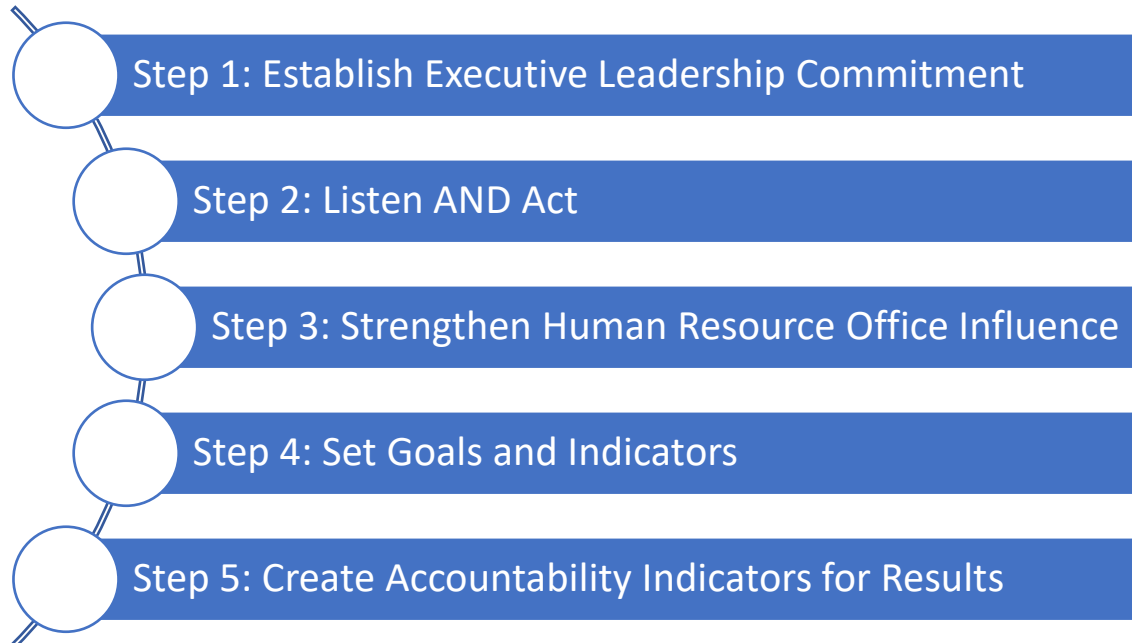 Step 1: Establish Executive Leadership Commitment
Step 2: Listen AND Act
Step 3: Strengthen Human Resource Office Influence
Step 4: Set Goals and Indicators
Step 5: Create Accountability Indicators for Results